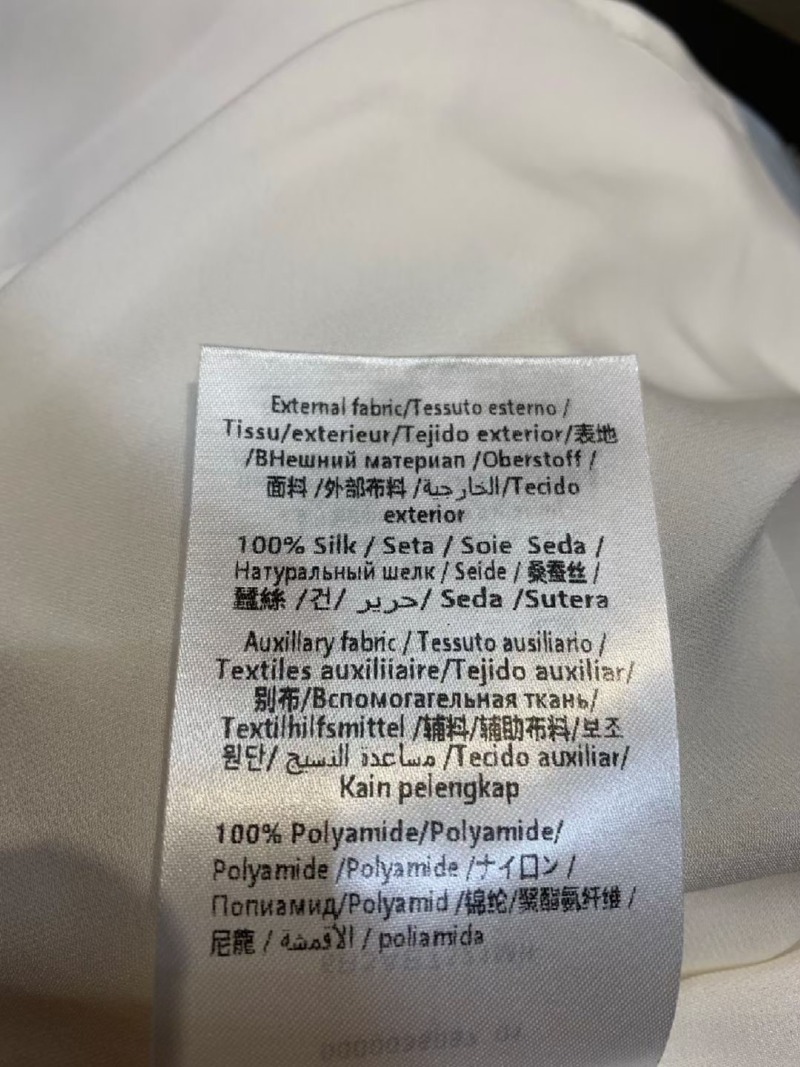 External fabric/Tessuto esterno /
Tissu/exterieur/Tejido exterior/表地
/ВНешний материпап /Oberstoff /
面料 /外部布料 /الخارجية/Tecido
exterior
100% Silk / Seta / Soie Seda /
Натуральный шелк / Seide / 桑蚕丝 /
蠶絲 /견/ حرير/ Seda /Sutera
Auxillary fabric / Tessuto ausiliario /
Textiles auxiliiaire/Tejido auxiliar/
别布/Вспомогагельная ткань/
Textilhilfsmittel /辅料/辅助布料/보조
원단/ مساعدة النسيج /Tecido auxiliar/
Kain pelengkap
100% Polyamide/Polyamide/
Polyamide /Polyamide /ナイロン /
Попиамид/Polyamid /锦纶/聚酯氨纤维 /
尼龍 / الأقمشة / poliamida